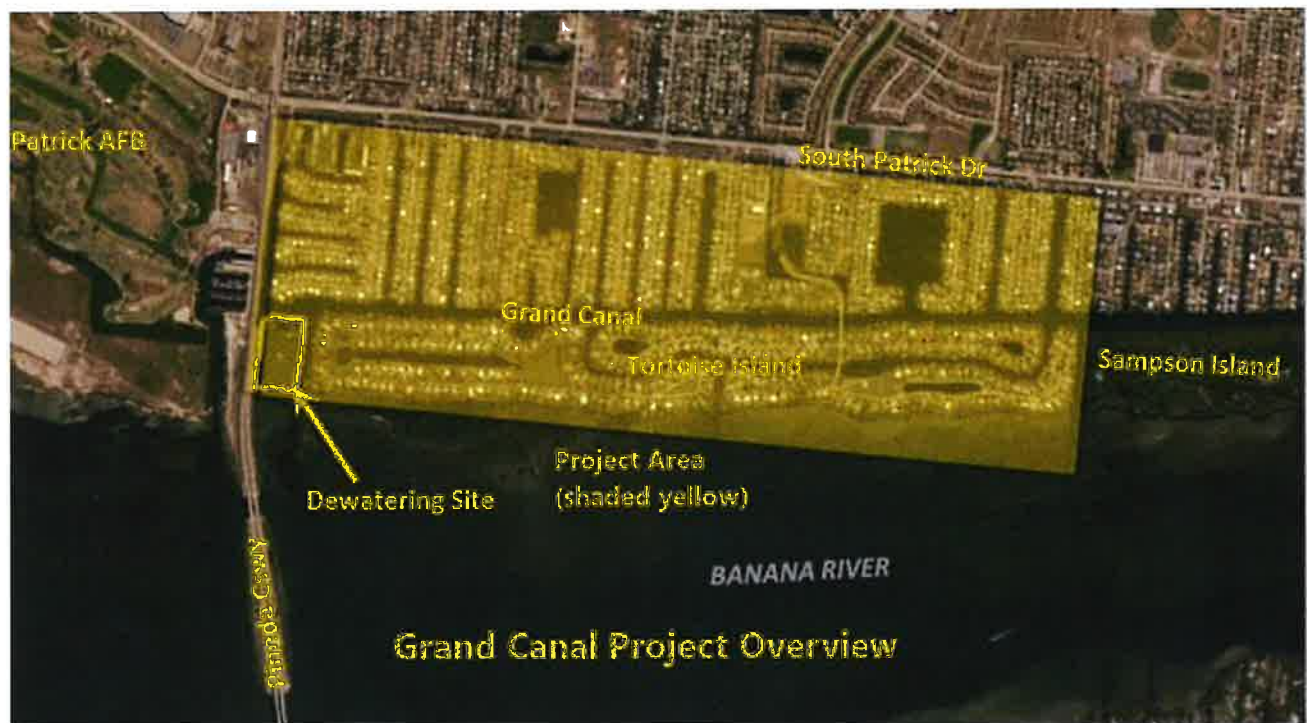 Patrick AFB
South Patrick Dr
Grand Canal
Tortoise Island
Sampson Island
Project Area
(shaded yellow)
Dewatering Site
BANANA RIVER
Pineda Cswy
Grand Canal Project Overview